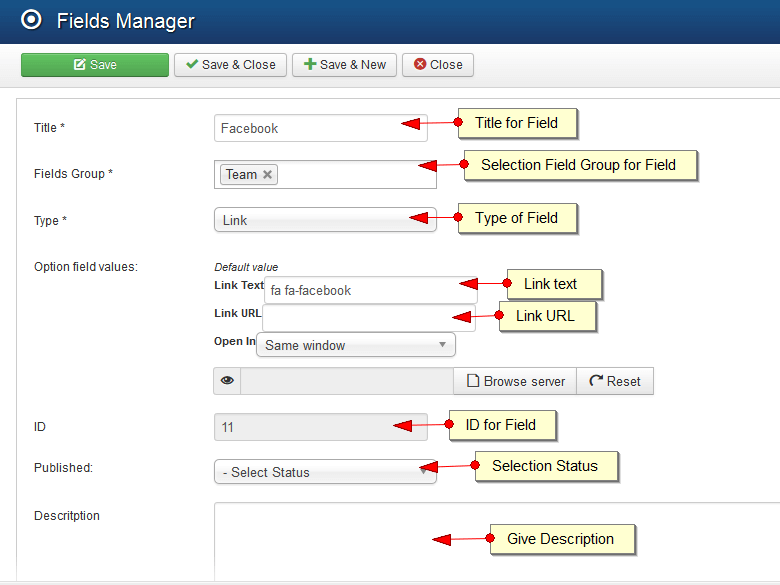 Fields Manager
Save Save & Close Save & New Close
Title * Facebook Title for Field
Fields Group * Team Selection Field Group for Field
Type * Link Type of Field
Option field values: Default value
Link Text fa fa-facebook Link text
Link URL Link URL
Open In Same window
Browse server Reset
ID 11 ID for Field
Published: - Select Status Selection Status
Descritption Give Description